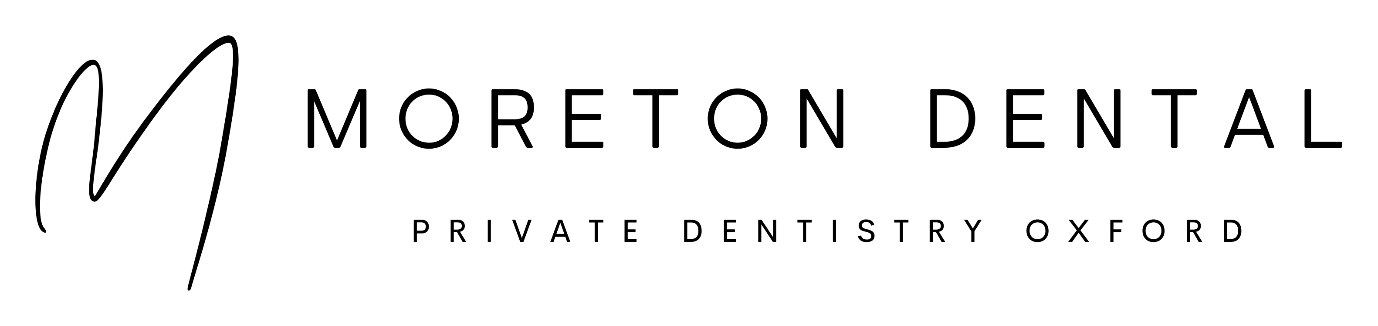 M
MORETON DENTAL
PRIVATE DENTISTRY OXFORD